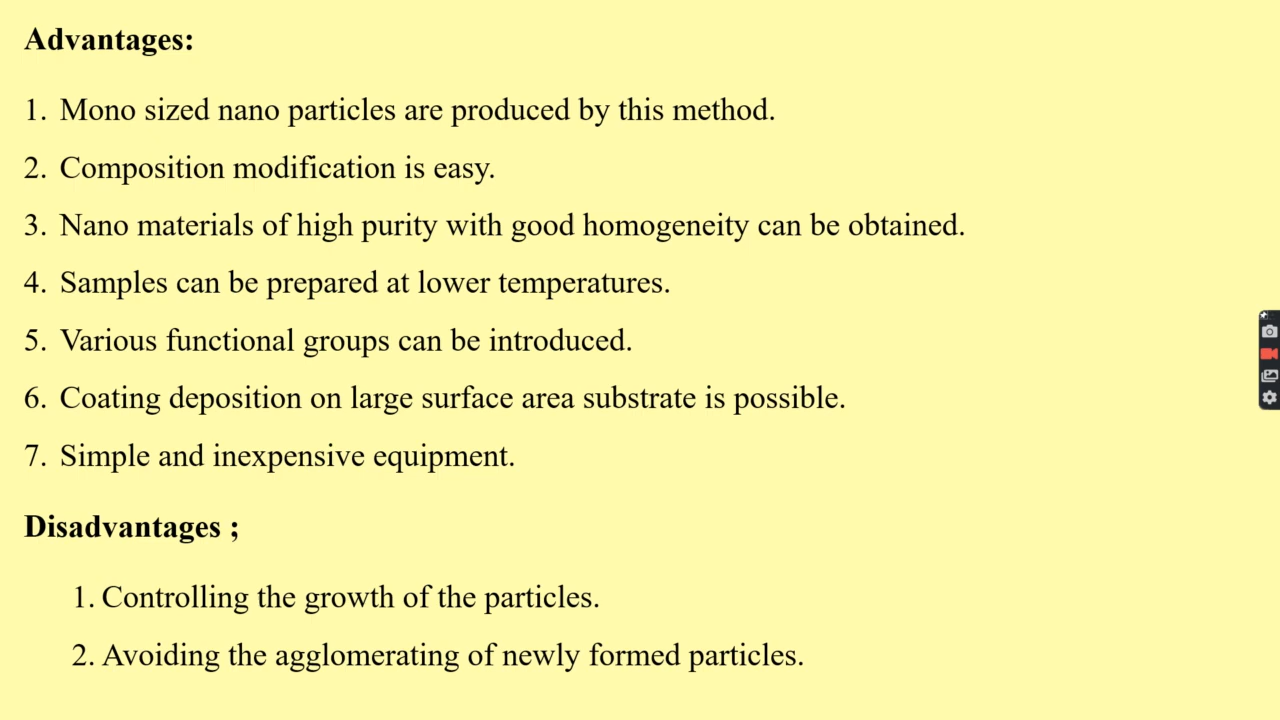 Advantages:
1. Mono sized nano particles are produced by this method.
2. Composition modification is easy.
3. Nano materials of high purity with good homogeneity can be obtained.
4. Samples can be prepared at lower temperatures.
5. Various functional groups can be introduced.
6. Coating deposition on large surface area substrate is possible.
7. Simple and inexpensive equipment.
Disadvantages ;
1. Controlling the growth of the particles.
2. Avoiding the agglomerating of newly formed particles.